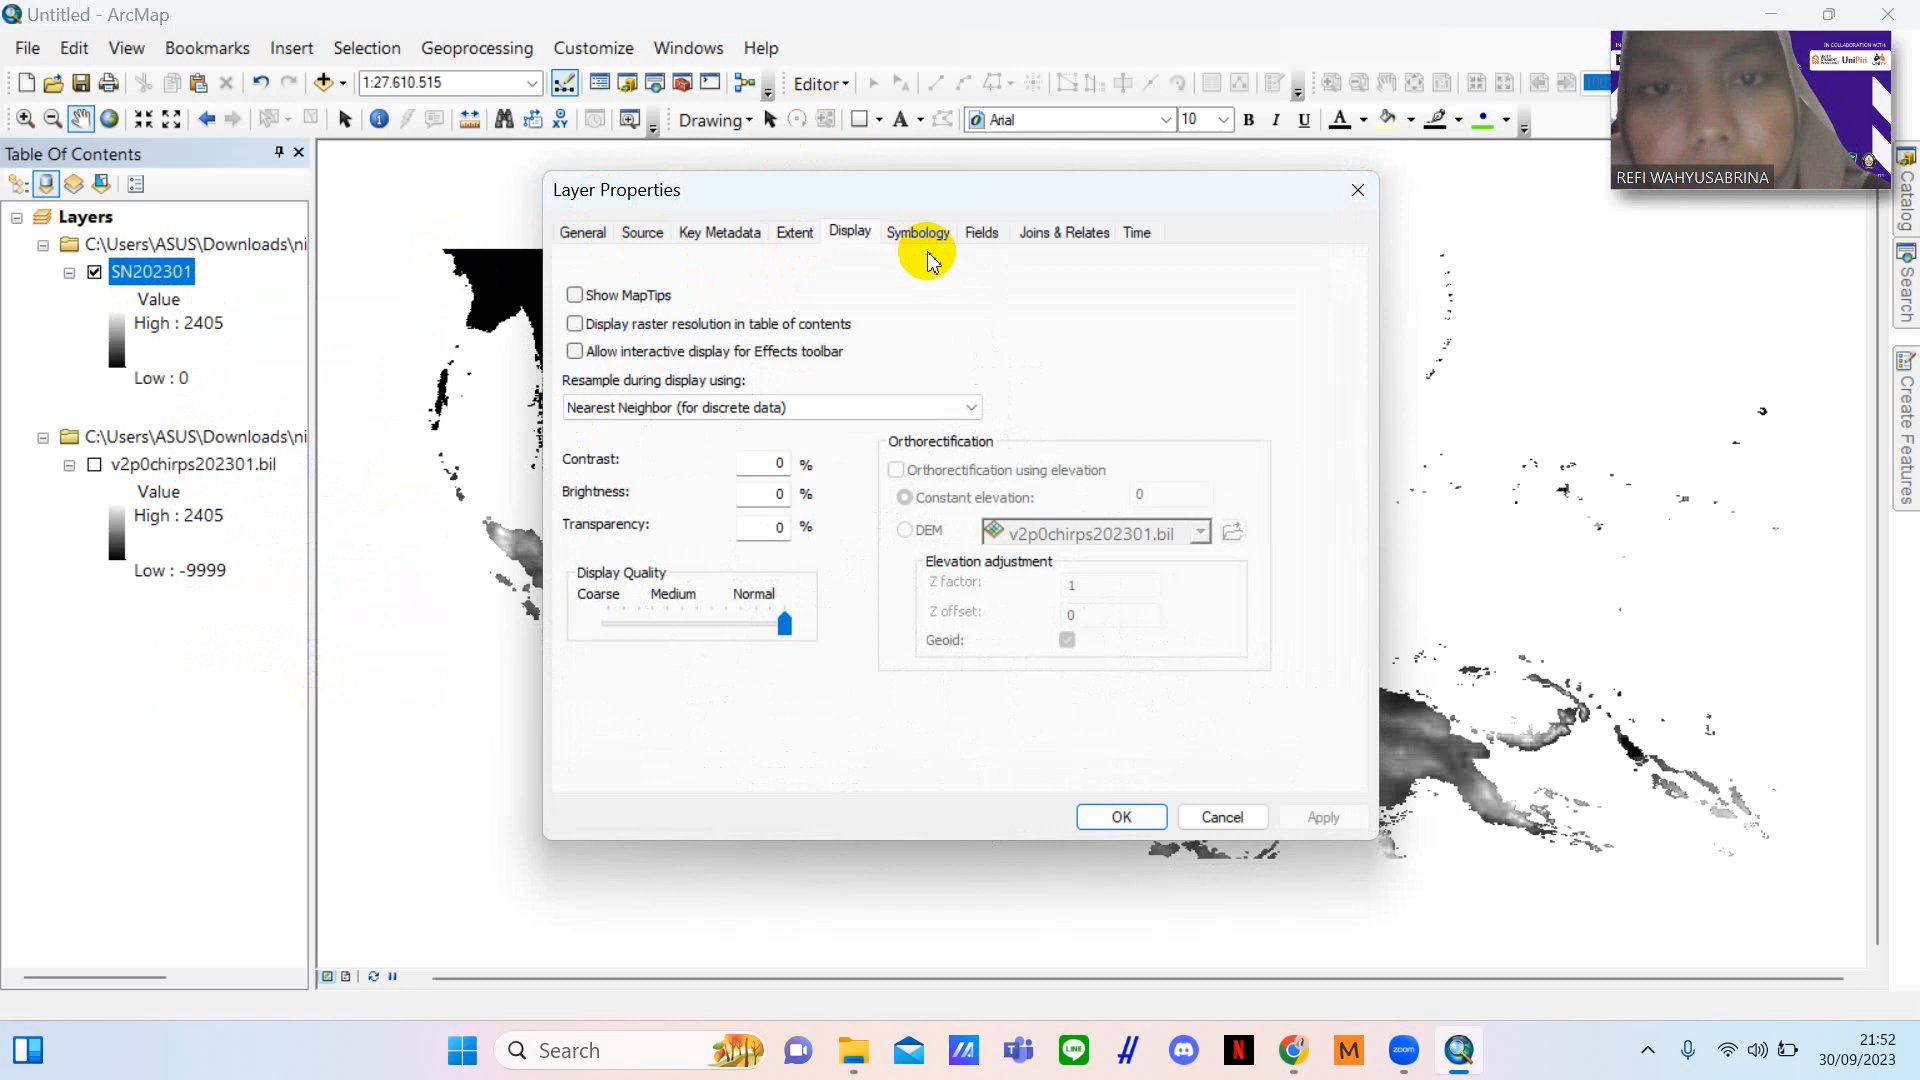 Untitled - ArcMap
File Edit View Bookmarks Insert Selection Geoprocessing Customize Windows Help
1:27.610.515
Editor
Drawing
Arial
10
B I U A
IN COLLABORATION WITH:
UniPin
REFI WAHYUSABRINA
Catalog
Search
Create Features
Table Of Contents
Layers
C:\Users\ASUS\Downloads\ni
SN202301
Value
High : 2405
Low : 0
C:\Users\ASUS\Downloads\ni
v2p0chirps202301.bil
Value
High : 2405
Low : -9999
Layer Properties
General Source Key Metadata Extent Display Symbology Fields Joins & Relates Time
Show MapTips
Display raster resolution in table of contents
Allow interactive display for Effects toolbar
Resample during display using:
Nearest Neighbor (for discrete data)
Contrast: 0 %
Brightness: 0 %
Transparency: 0 %
Display Quality
Coarse Medium Normal
Orthorectification
Orthorectification using elevation
Constant elevation: 0
DEM v2p0chirps202301.bil
Elevation adjustment
Z factor: 1
Z offset: 0
Geoid:
OK Cancel Apply
Search
LINE
N
M
zoom
21:52
30/09/2023